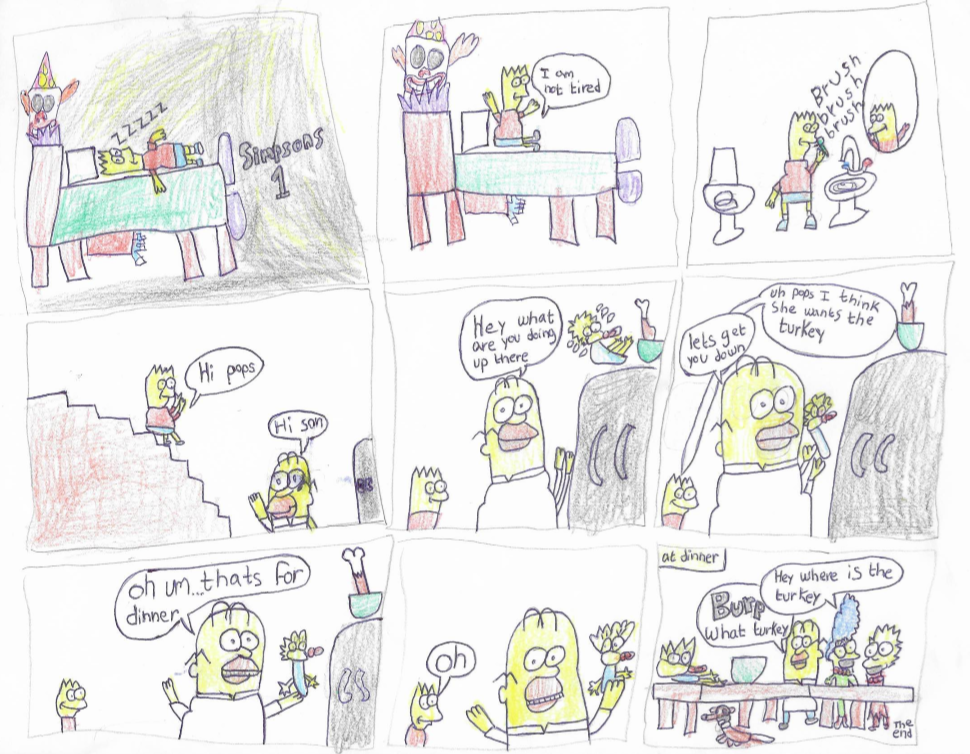 ZZZZZ
Simpsons
1
I am
not tired
Brush
brush
brush
brush
Hi pops
Hi son
Hey what
are you doing
up there
lets get
you down
uh pops I think
She wants the
turkey
oh um...thats for
dinner
oh
at dinner
Burp
What turkey
Hey where is the
turkey
The
end